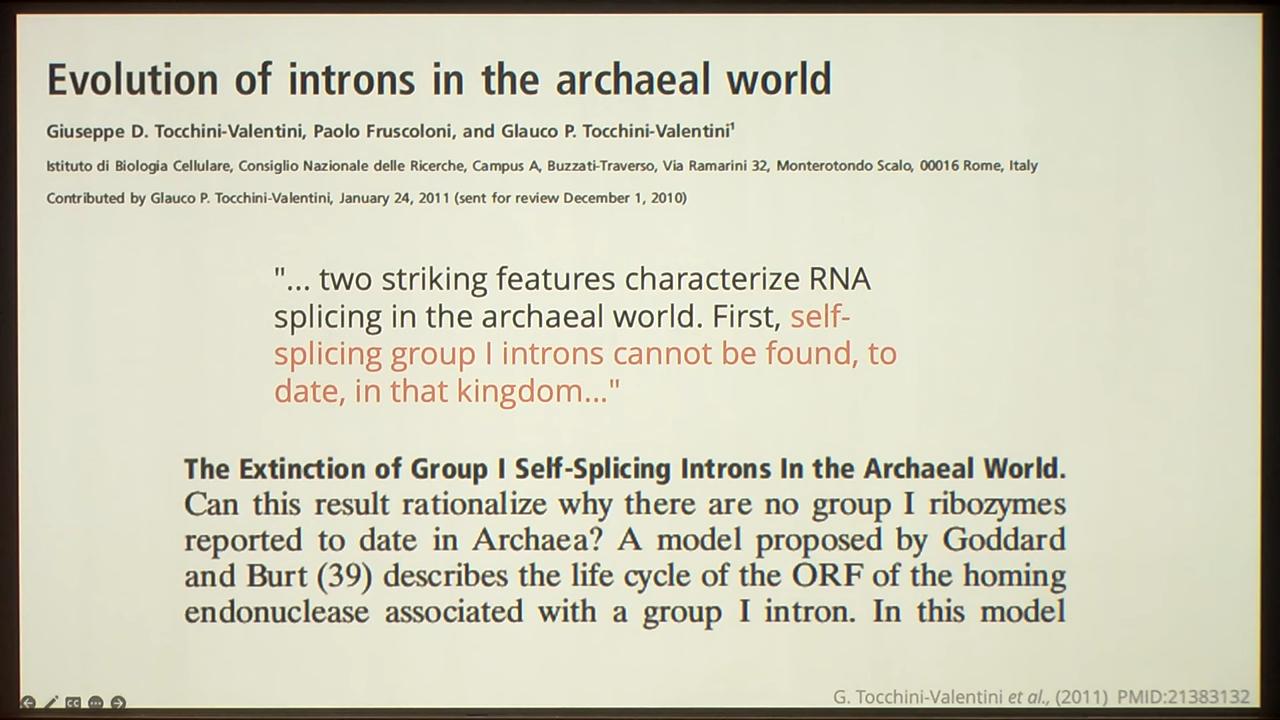 Evolution of introns in the archaeal world
Giuseppe D. Tocchini-Valentini, Paolo Fruscoloni, and Glauco P. Tocchini-Valentini¹
Istituto di Biologia Cellulare, Consiglio Nazionale delle Ricerche, Campus A, Buzzati-Traverso, Via Ramarini 32, Monterotondo Scalo, 00016 Rome, Italy
Contributed by Glauco P. Tocchini-Valentini, January 24, 2011 (sent for review December 1, 2010)
"... two striking features characterize RNA
splicing in the archaeal world. First, self-
splicing group I introns cannot be found, to
date, in that kingdom..."
The Extinction of Group I Self-Splicing Introns In the Archaeal World.
Can this result rationalize why there are no group I ribozymes
reported to date in Archaea? A model proposed by Goddard
and Burt (39) describes the life cycle of the ORF of the homing
endonuclease associated with a group I intron. In this model
CC
G. Tocchini-Valentini et al., (2011) PMID:21383132